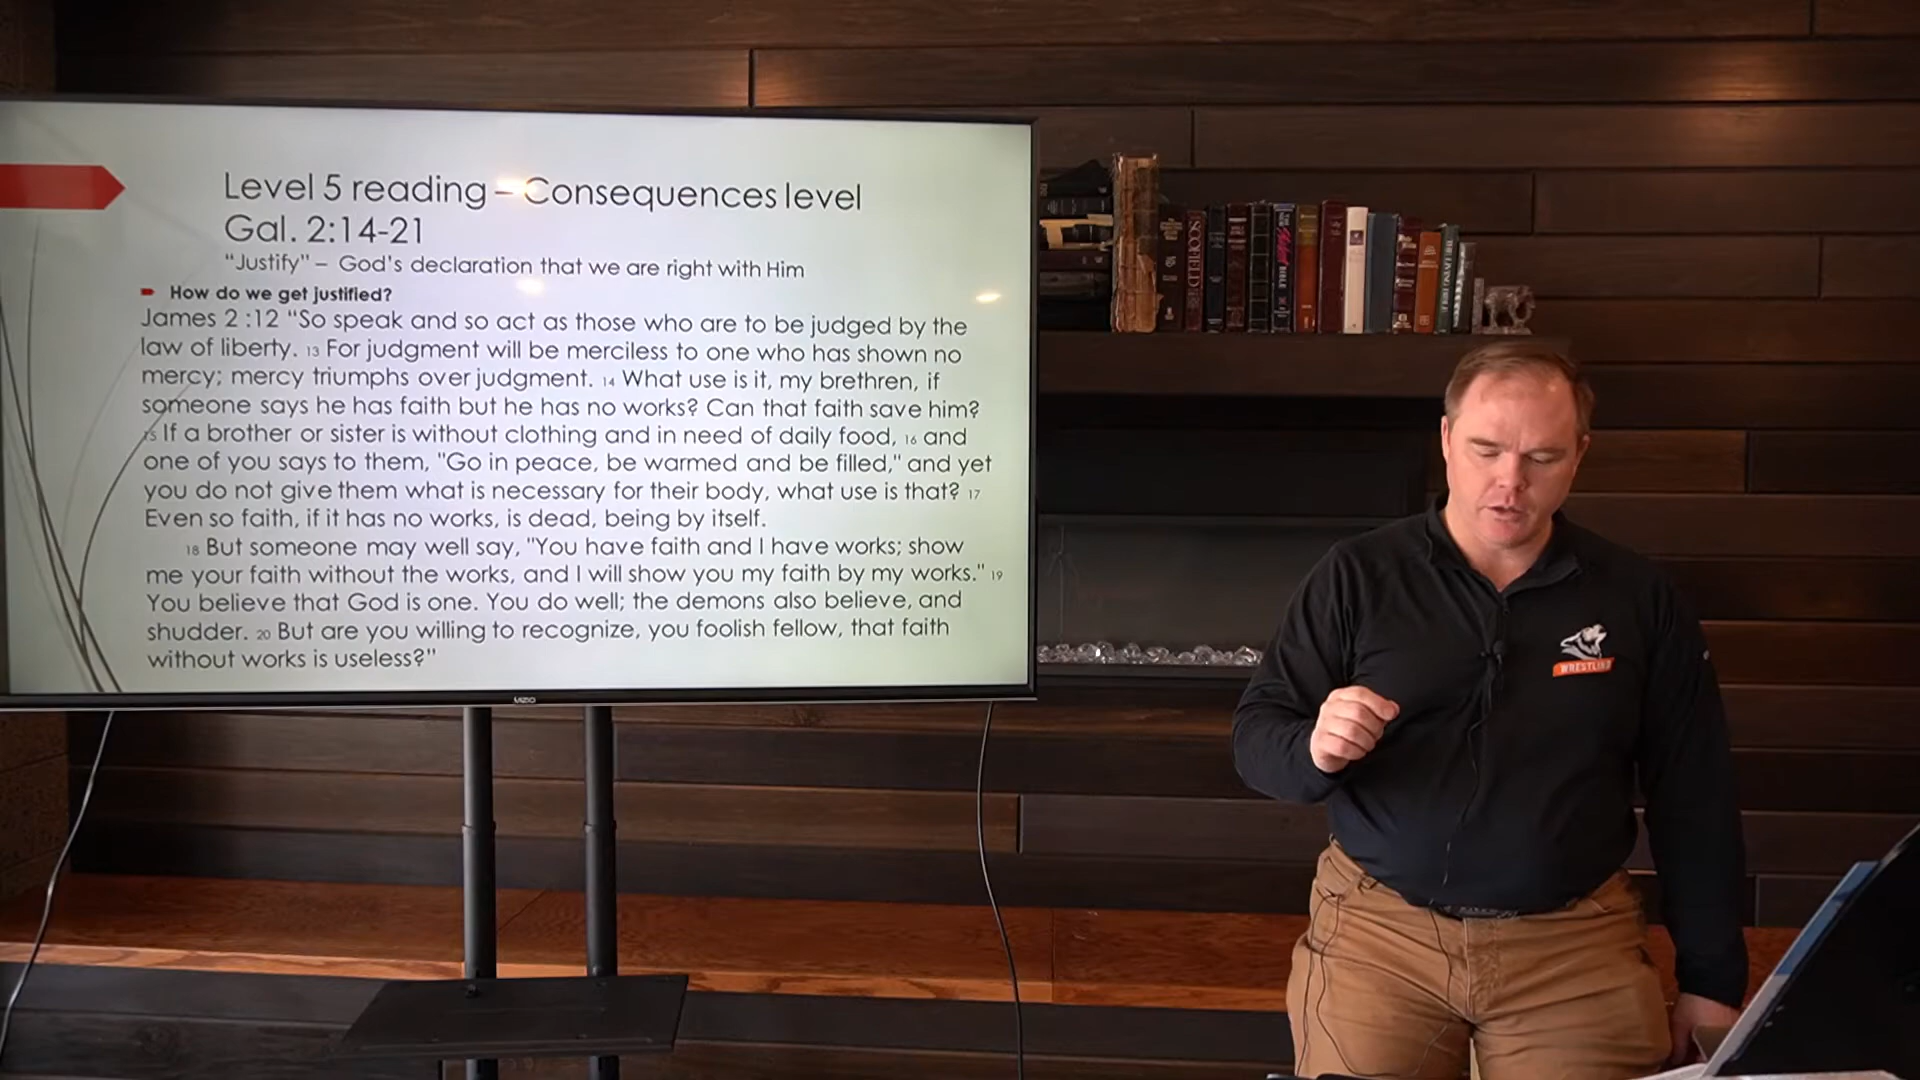 Level 5 reading – Consequences level
Gal. 2:14-21
“Justify” – God’s declaration that we are right with Him
How do we get justified?
James 2 :12 “So speak and so act as those who are to be judged by the
law of liberty. 13 For judgment will be merciless to one who has shown no
mercy; mercy triumphs over judgment. 14 What use is it, my brethren, if
someone says he has faith but he has no works? Can that faith save him?
15 If a brother or sister is without clothing and in need of daily food, 16 and
one of you says to them, "Go in peace, be warmed and be filled," and yet
you do not give them what is necessary for their body, what use is that? 17
Even so faith, if it has no works, is dead, being by itself.
18 But someone may well say, "You have faith and I have works; show
me your faith without the works, and I will show you my faith by my works." 19
You believe that God is one. You do well; the demons also believe, and
shudder. 20 But are you willing to recognize, you foolish fellow, that faith
without works is useless?"
VIZIO
SCOFIELD
BIBLE
WRESTLING